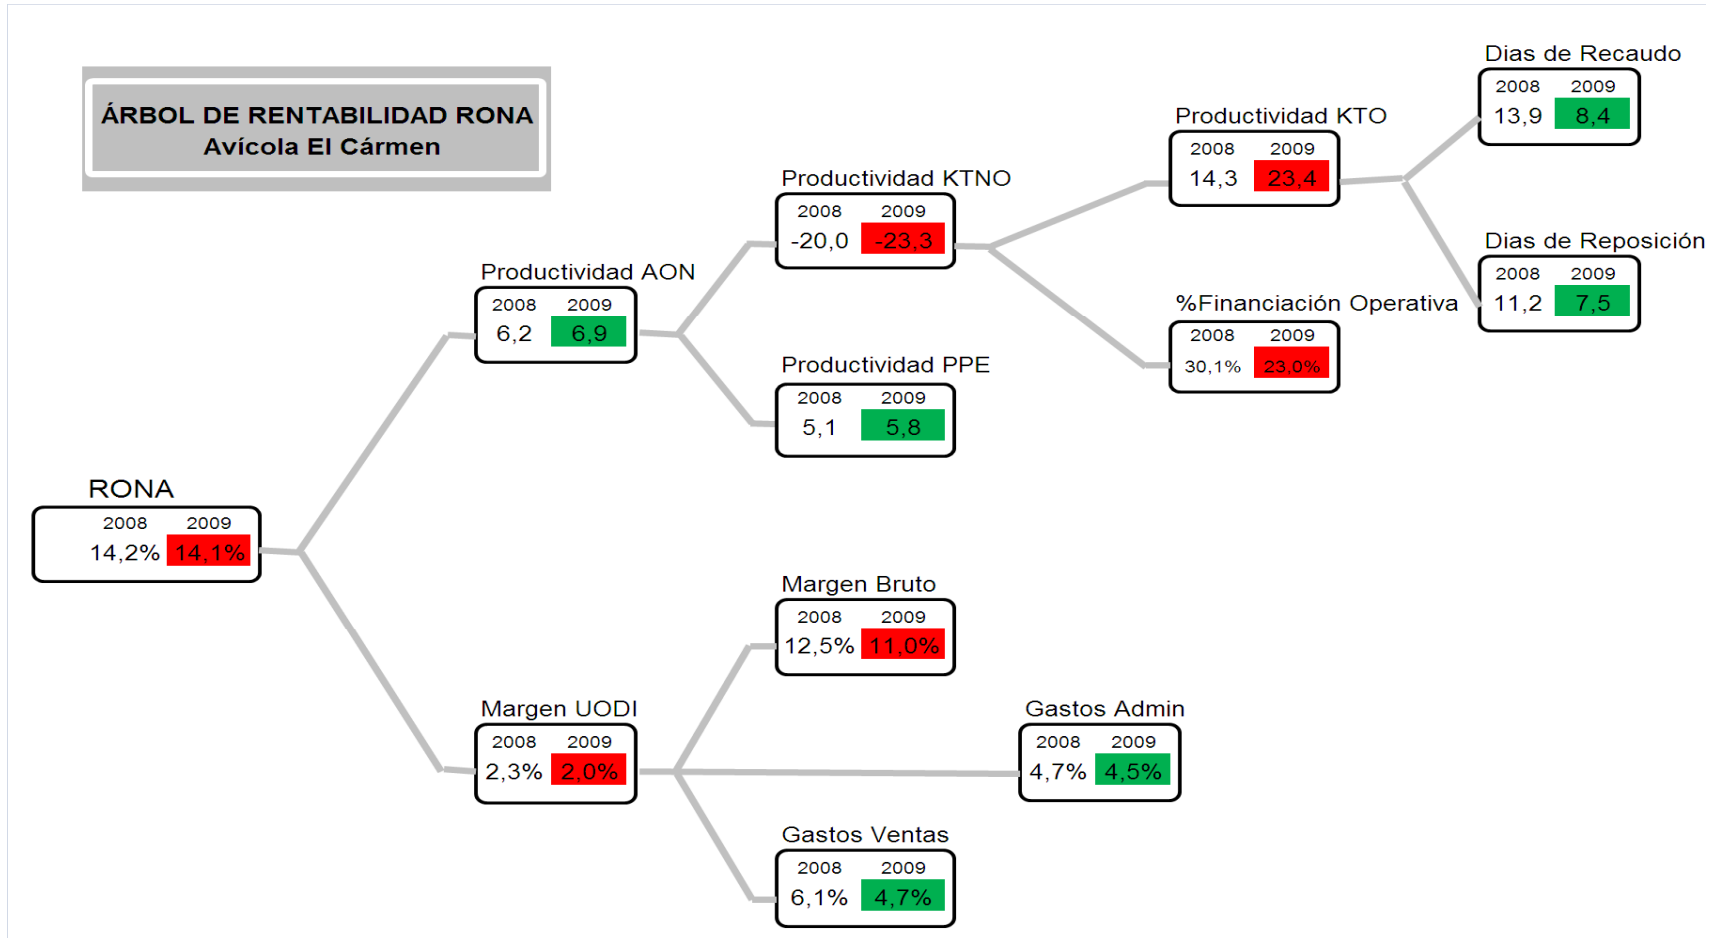 ÁRBOL DE RENTABILIDAD RONA
Avícola El Cármen
Dias de Recaudo
2008 2009
13,9 8,4
Productividad KTO
2008 2009
14,3 23,4
Productividad KTNO
2008 2009
-20,0 -23,3
Dias de Reposición
2008 2009
11,2 7,5
Productividad AON
2008 2009
6,2 6,9
%Financiación Operativa
2008 2009
30,1% 23,0%
Productividad PPE
2008 2009
5,1 5,8
RONA
2008 2009
14,2% 14,1%
Margen Bruto
2008 2009
12,5% 11,0%
Margen UODI
2008 2009
2,3% 2,0%
Gastos Admin
2008 2009
4,7% 4,5%
Gastos Ventas
2008 2009
6,1% 4,7%